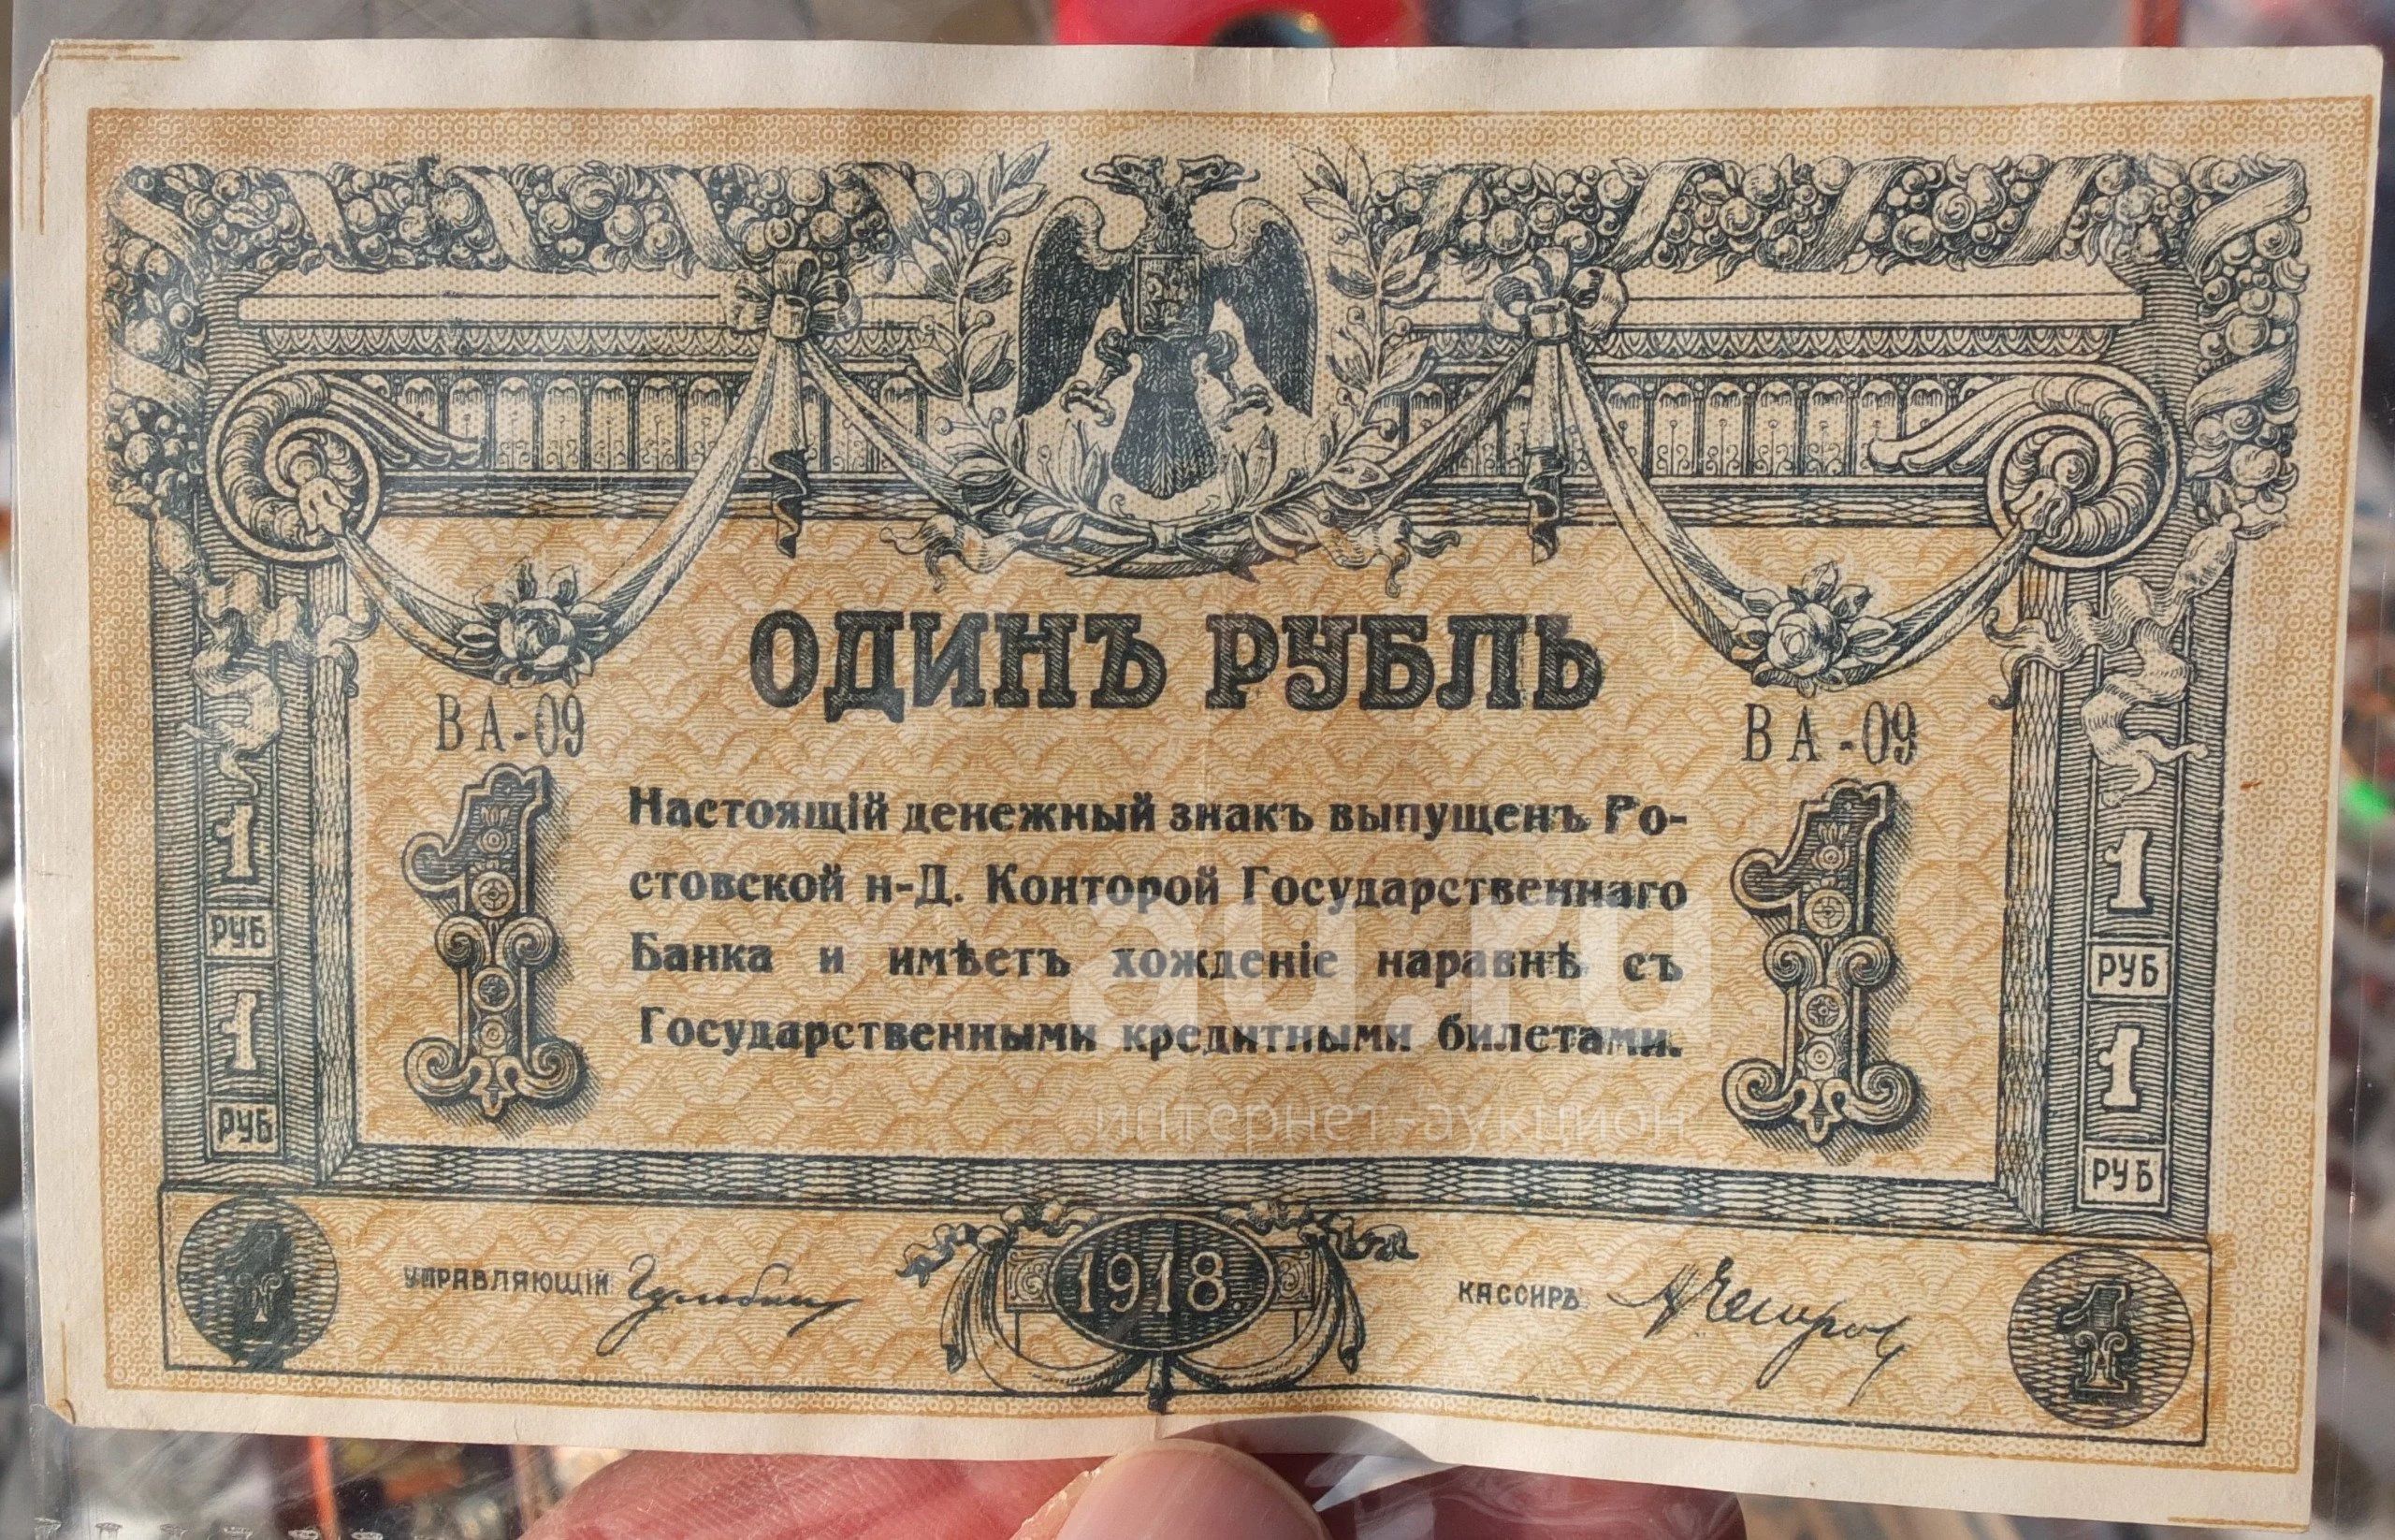 ОДИНЪ РУБЛЬ
ВА-09
ВА-09
1
1
Настоящій денежный знакъ выпущенъ Ро-
стовской н-Д. Конторой Государственнаго
Банка и имѣетъ хожденіе наравнѣ съ
Государственными кредитными билетами.
1
РУБ
1
РУБ
1
РУБ
1
РУБ
au.ru
интернет-аукцион
1
УПРАВЛЯЮЩІЙ
1918
КАССИРЪ
1